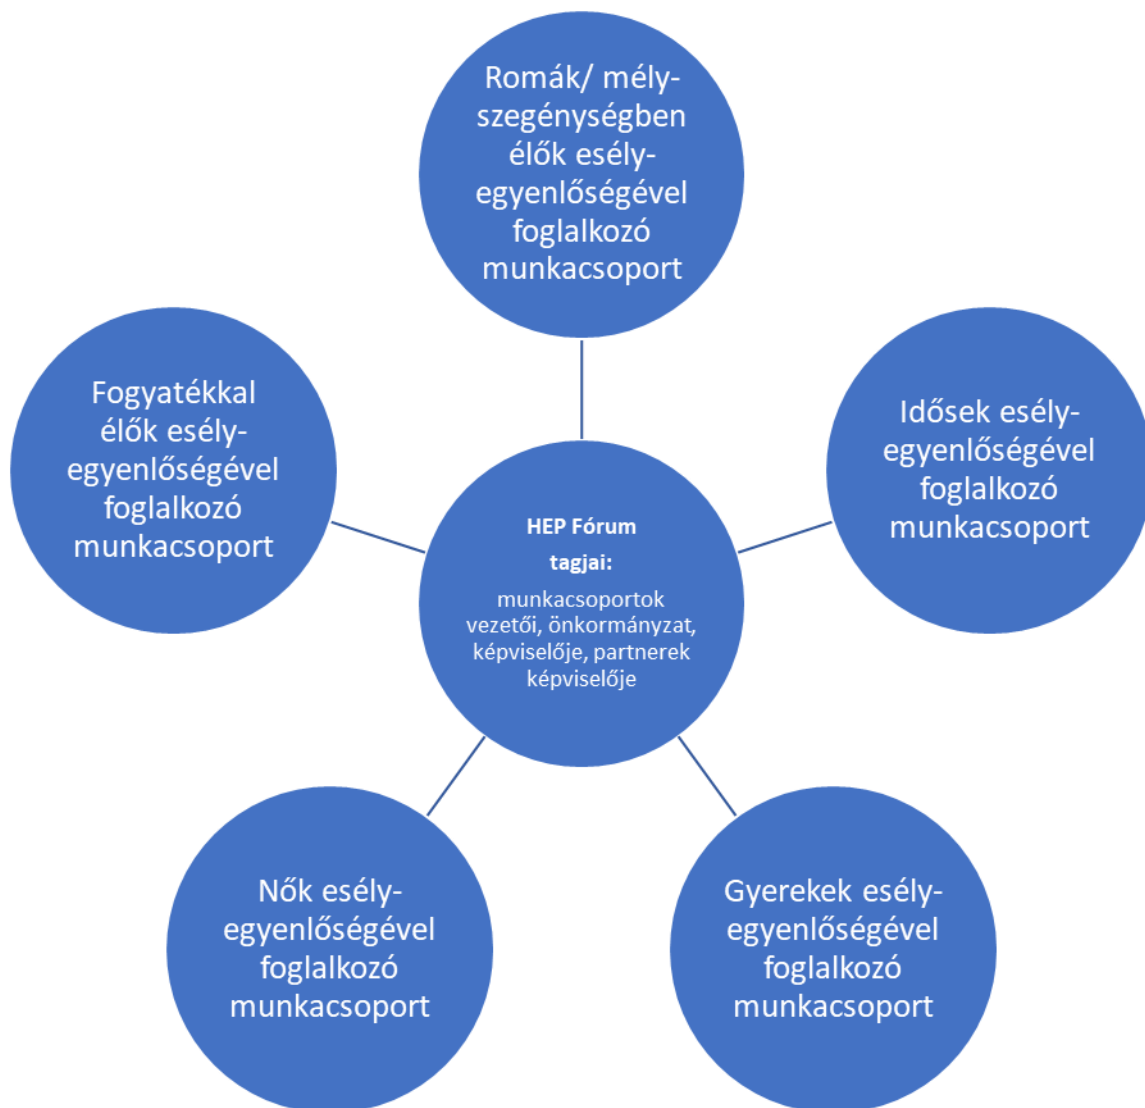 Romák/ mély-
szegénységben
élők esély-
egyenlőségével
foglalkozó
munkacsoport
Fogyatékkal
élők esély-
egyenlőségével
foglalkozó
munkacsoport
Idősek esély-
egyenlőségével
foglalkozó
munkacsoport
HEP Fórum
tagjai:
munkacsoportok
vezetői, önkormányzat,
képviselője, partnerek
képviselője
Nők esély-
egyenlőségével
foglalkozó
munkacsoport
Gyerekek esély-
egyenlőségével
foglalkozó
munkacsoport